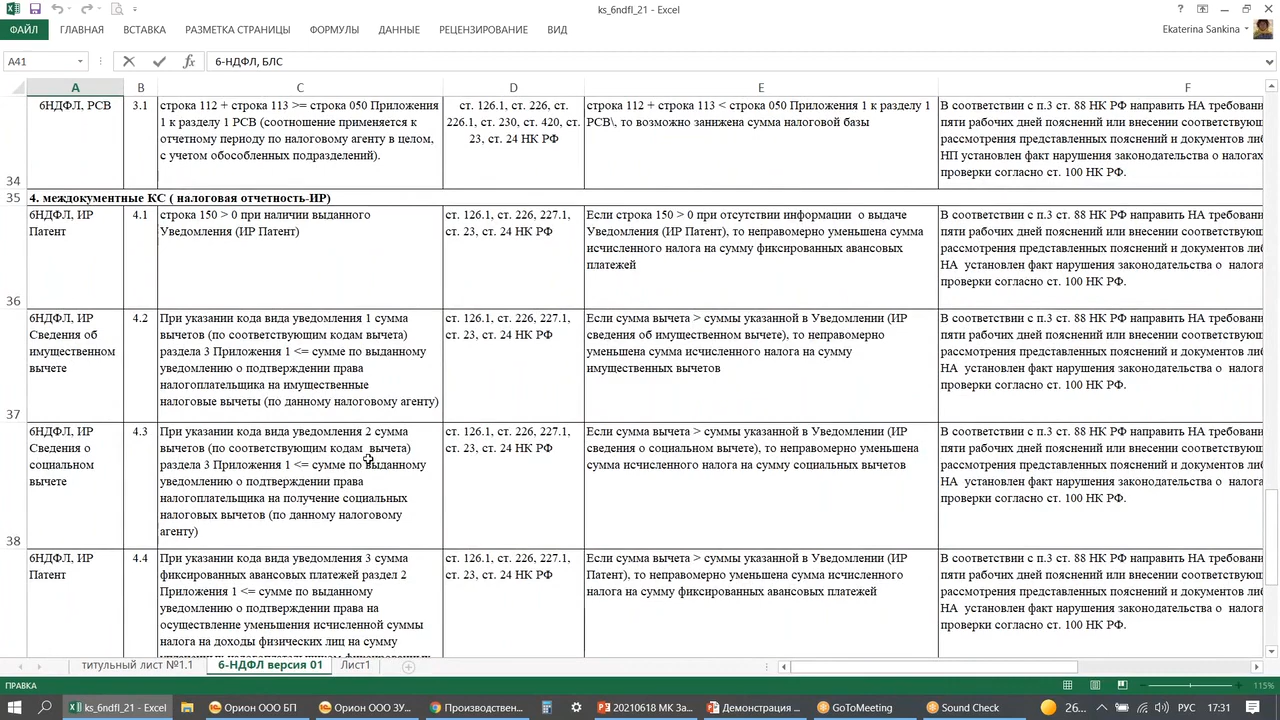 ks_6ndfl_21 - Excel
ФАЙЛ ГЛАВНАЯ ВСТАВКА РАЗМЕТКА СТРАНИЦЫ ФОРМУЛЫ ДАННЫЕ РЕЦЕНЗИРОВАНИЕ ВИД Ekaterina Sankina
A41 6-НДФЛ, БЛС
A B C D E F
34
6НДФЛ, РСВ
3.1
строка 112 + строка 113 >= строка 050 Приложения
1 к разделу 1 РСВ (соотношение применяется к
отчетному периоду по налоговому агенту в целом,
с учетом обособленных подразделений).
ст. 126.1, ст. 226, ст.
226.1, ст. 230, ст. 420, ст.
23, ст. 24 НК РФ
строка 112 + строка 113 < строка 050 Приложения 1 к разделу 1
РСВ\, то возможно занижена сумма налоговой базы
В соответствии с п.3 ст. 88 НК РФ направить НА требовани
пяти рабочих дней пояснений или внесении соответствующ
рассмотрения представленных пояснений и документов либ
НП установлен факт нарушения законодательства о налогах
проверки согласно ст. 100 НК РФ.
35
4. междокументные КС ( налоговая отчетность-ИР)
36
6НДФЛ, ИР
Патент
4.1
строка 150 > 0 при наличии выданного
Уведомления (ИР Патент)
ст. 126.1, ст. 226, 227.1,
ст. 23, ст. 24 НК РФ
Если строка 150 > 0 при отсутствии информации о выдаче
Уведомления (ИР Патент), то неправомерно уменьшена сумма
исчисленного налога на сумму фиксированных авансовых
платежей
В соответствии с п.3 ст. 88 НК РФ направить НА требовани
пяти рабочих дней пояснений или внесении соответствующ
рассмотрения представленных пояснений и документов либ
НА установлен факт нарушения законодательства о налога
проверки согласно ст. 100 НК РФ.
37
6НДФЛ, ИР
Сведения об
имущественном
вычете
4.2
При указании кода вида уведомления 1 сумма
вычетов (по соответствующим кодам вычета)
раздела 3 Приложения 1 <= сумме по выданному
уведомлению о подтверждении права
налогоплательщика на имущественные
налоговые вычеты (по данному налоговому агенту)
ст. 126.1, ст. 226, 227.1,
ст. 23, ст. 24 НК РФ
Если сумма вычета > суммы указанной в Уведомлении (ИР
сведения об имущественном вычете), то неправомерно
уменьшена сумма исчисленного налога на сумму
имущественных вычетов
В соответствии с п.3 ст. 88 НК РФ направить НА требовани
пяти рабочих дней пояснений или внесении соответствующ
рассмотрения представленных пояснений и документов либ
НА установлен факт нарушения законодательства о налога
проверки согласно ст. 100 НК РФ.
38
6НДФЛ, ИР
Сведения о
социальном
вычете
4.3
При указании кода вида уведомления 2 сумма
вычетов (по соответствующим кодам вычета)
раздела 3 Приложения 1 <= сумме по выданному
уведомлению о подтверждении права
налогоплательщика на получение социальных
налоговых вычетов (по данному налоговому
агенту)
ст. 126.1, ст. 226, 227.1,
ст. 23, ст. 24 НК РФ
Если сумма вычета > суммы указанной в Уведомлении (ИР
сведения о социальном вычете), то неправомерно уменьшена
сумма исчисленного налога на сумму социальных вычетов
В соответствии с п.3 ст. 88 НК РФ направить НА требовани
пяти рабочих дней пояснений или внесении соответствующ
рассмотрения представленных пояснений и документов либ
НА установлен факт нарушения законодательства о налога
проверки согласно ст. 100 НК РФ.
6НДФЛ, ИР
Патент
4.4
При указании кода вида уведомления 3 сумма
фиксированных авансовых платежей раздел 2
Приложения 1 <= сумме по выданному
уведомлению о подтверждении права на
осуществление уменьшения исчисленной суммы
налога на доходы физических лиц на сумму
ст. 126.1, ст. 226, 227.1,
ст. 23, ст. 24 НК РФ
Если сумма вычета > суммы указанной в Уведомлении (ИР
Патент), то неправомерно уменьшена сумма исчисленного
налога на сумму фиксированных авансовых платежей
В соответствии с п.3 ст. 88 НК РФ направить НА требовани
пяти рабочих дней пояснений или внесении соответствующ
рассмотрения представленных пояснений и документов либ
НА установлен факт нарушения законодательства о налога
проверки согласно ст. 100 НК РФ.
титульный лист №1.1 6-НДФЛ версия 01 Лист1
ПРАВКА 115%
ks_6ndfl_21 - Excel Орион ООО БП Орион ООО ЗУ... Производствен... 20210618 МК За... Демонстрация ... GoToMeeting Sound Check 26... РУС 17:31